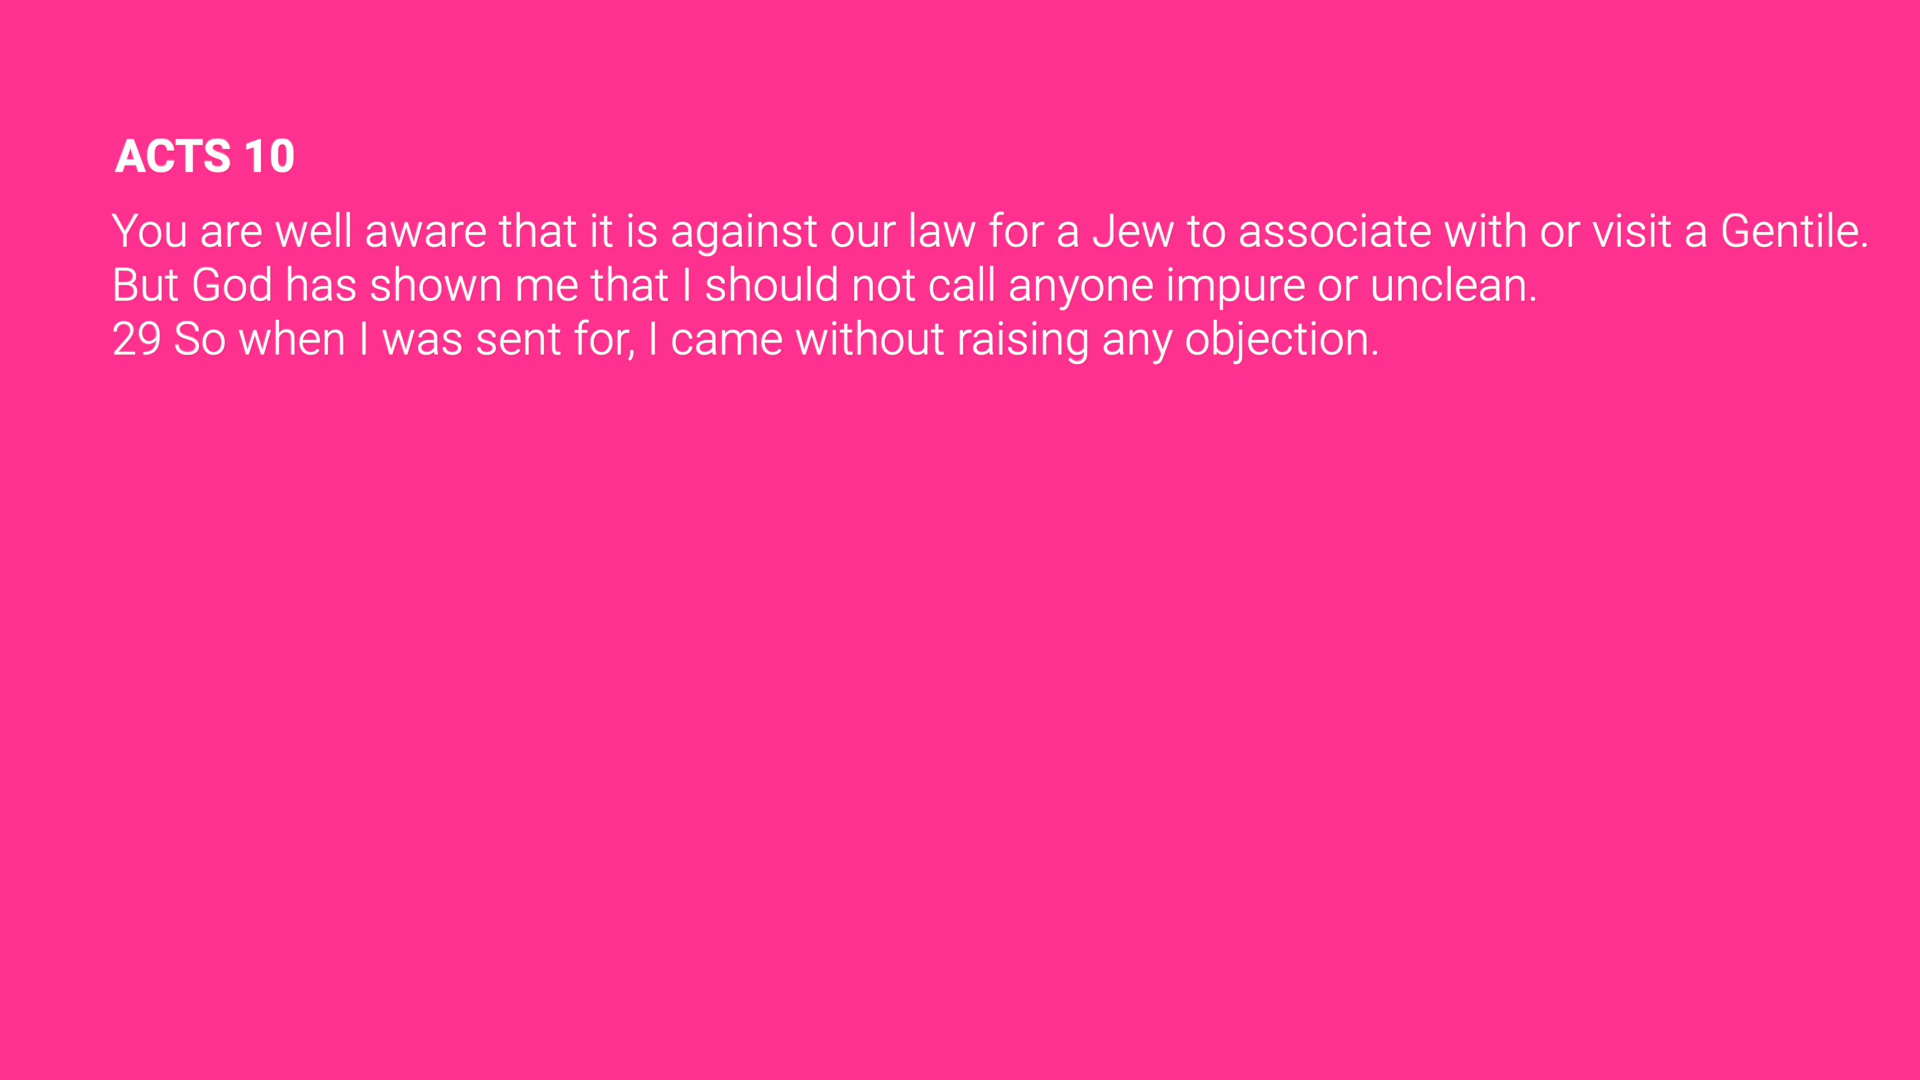 ACTS 10
You are well aware that it is against our law for a Jew to associate with or visit a Gentile.
But God has shown me that I should not call anyone impure or unclean.
29 So when I was sent for, I came without raising any objection.